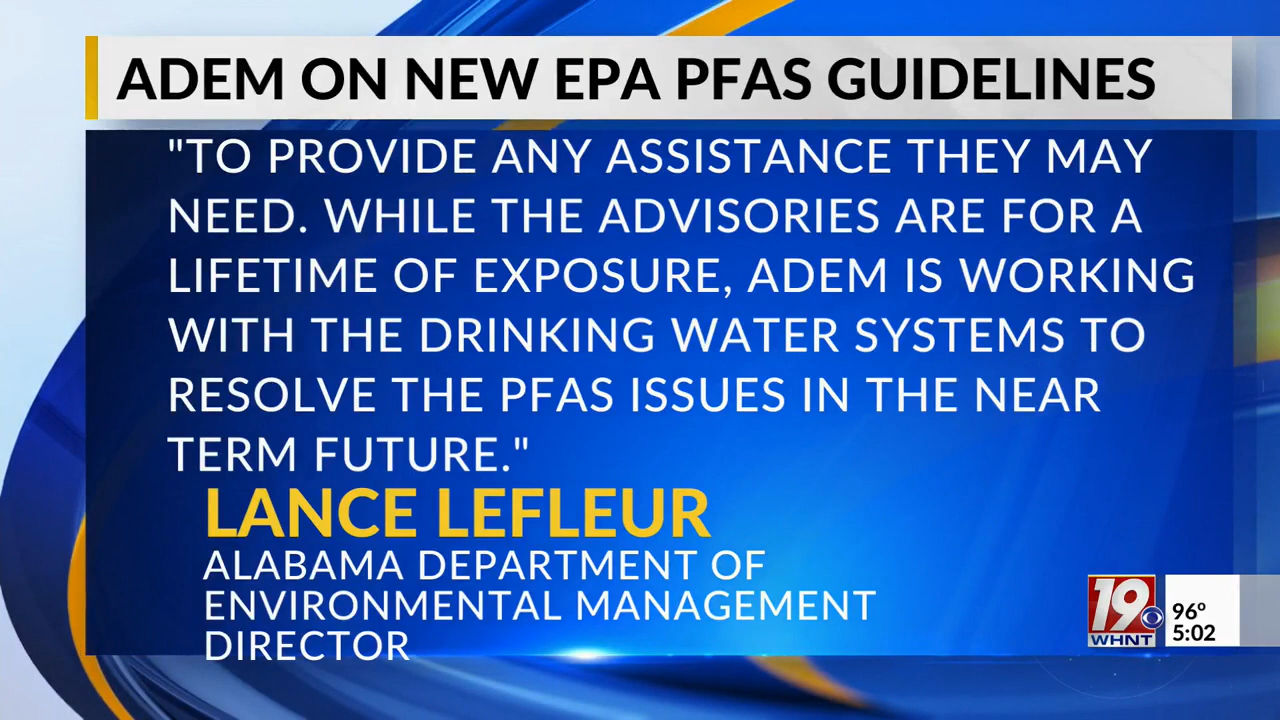 ADEM ON NEW EPA PFAS GUIDELINES
"TO PROVIDE ANY ASSISTANCE THEY MAY
NEED. WHILE THE ADVISORIES ARE FOR A
LIFETIME OF EXPOSURE, ADEM IS WORKING
WITH THE DRINKING WATER SYSTEMS TO
RESOLVE THE PFAS ISSUES IN THE NEAR
TERM FUTURE."
LANCE LEFLEUR
ALABAMA DEPARTMENT OF
ENVIRONMENTAL MANAGEMENT
DIRECTOR
19
WHNT
96°
5:02